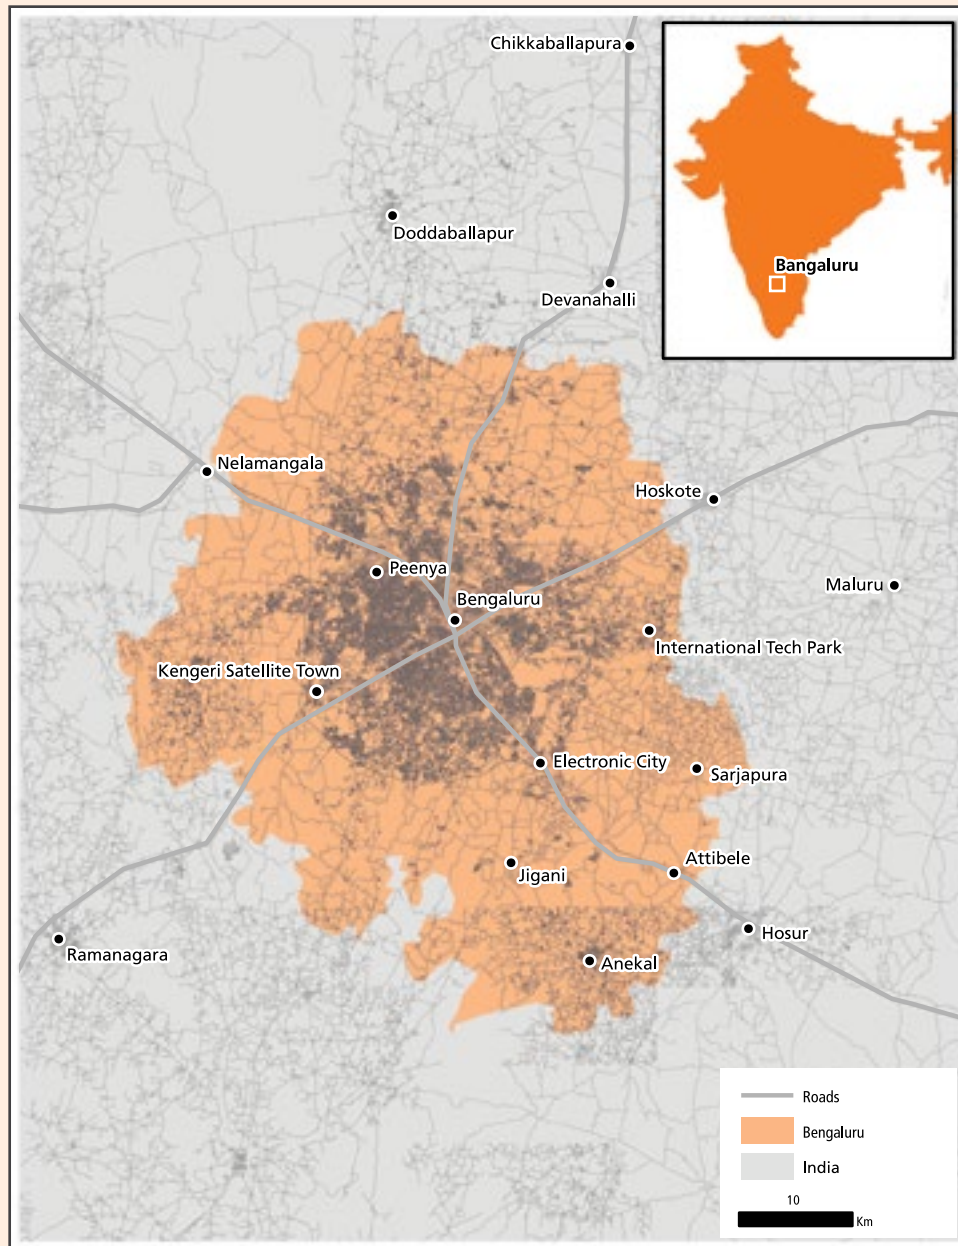 Chikkaballapura
Bangaluru
Doddaballapur
Devanahalli
Nelamangala
Hoskote
Peenya
Maluru
Bengaluru
International Tech Park
Kengeri Satellite Town
Electronic City
Sarjapura
Attibele
Jigani
Hosur
Ramanagara
Anekal
Roads
Bengaluru
India
10
Km